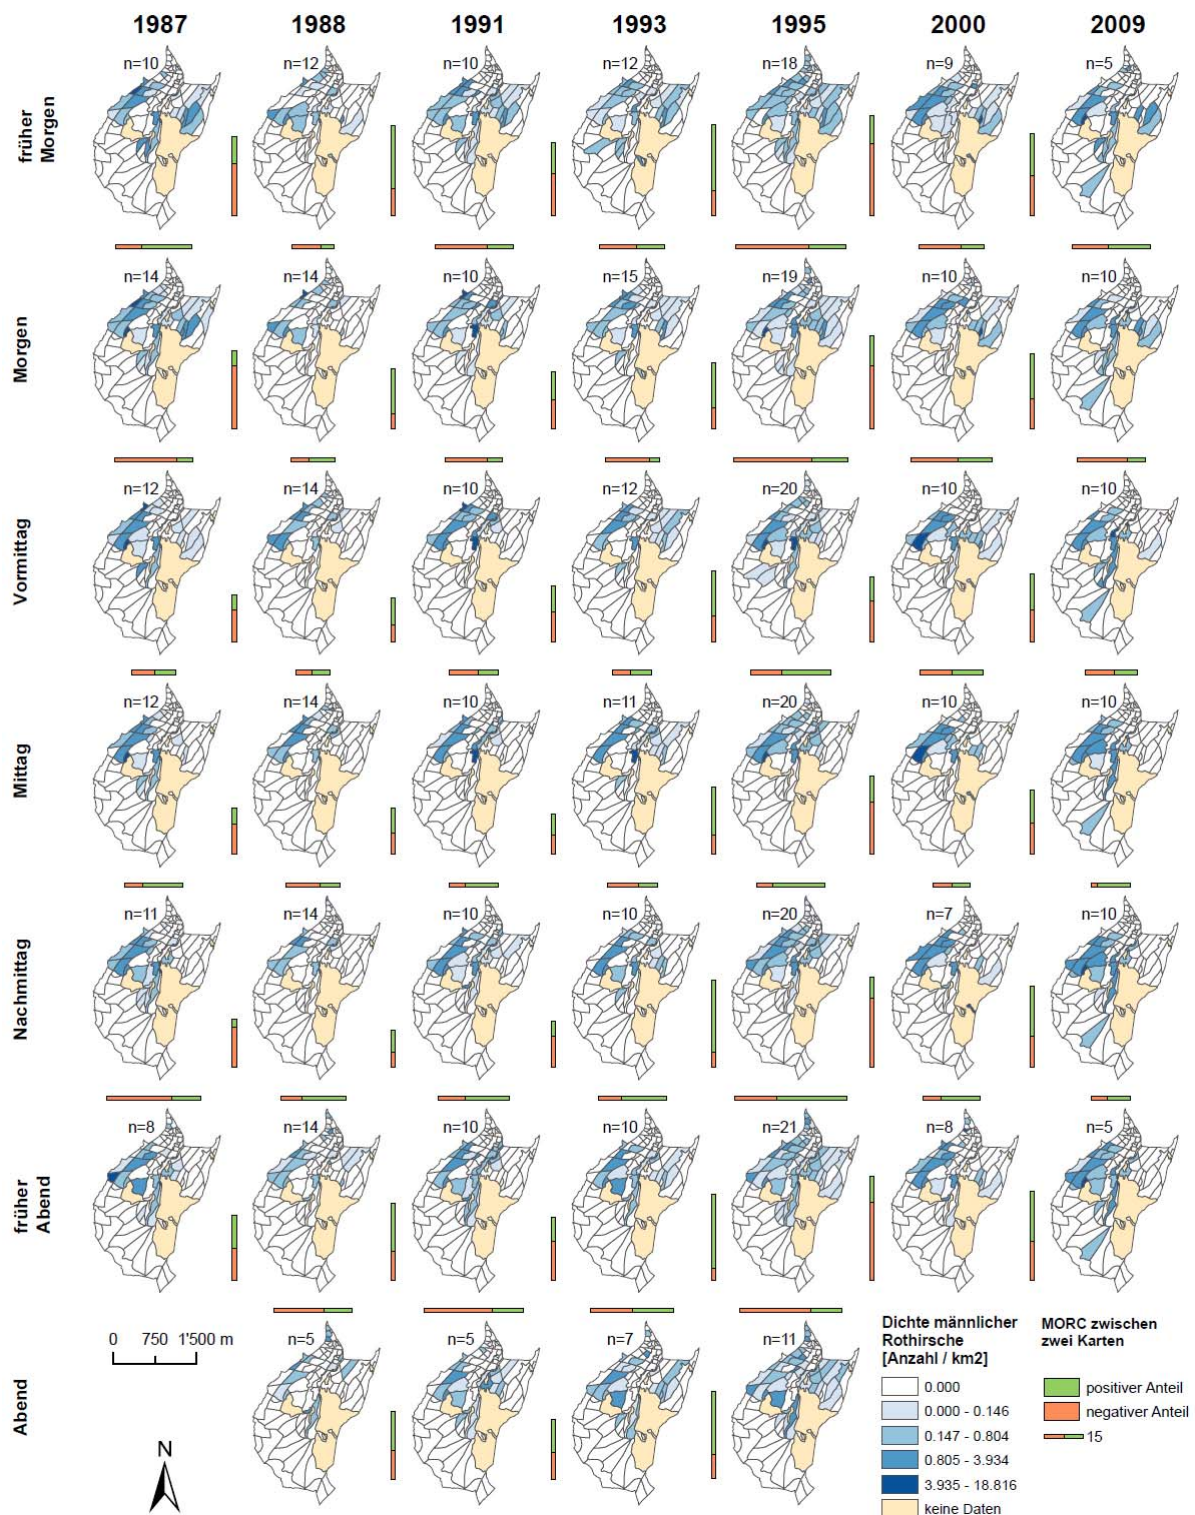 1987 1988 1991 1993 1995 2000 2009
früher
Morgen
n=10 n=12 n=10 n=12 n=18 n=9 n=5
Morgen
n=14 n=14 n=10 n=15 n=19 n=10 n=10
Vormittag
n=12 n=14 n=10 n=12 n=20 n=10 n=10
Mittag
n=12 n=14 n=10 n=11 n=20 n=10 n=10
Nachmittag
n=11 n=14 n=10 n=10 n=20 n=7 n=10
früher
Abend
n=8 n=14 n=10 n=10 n=21 n=8 n=5
Abend
n=5 n=5 n=7 n=11
0 750 1'500 m
N
Dichte männlicher
Rothirsche
[Anzahl / km2]
0.000
0.000 - 0.146
0.147 - 0.804
0.805 - 3.934
3.935 - 18.816
keine Daten
MORC zwischen
zwei Karten
positiver Anteil
negativer Anteil
15